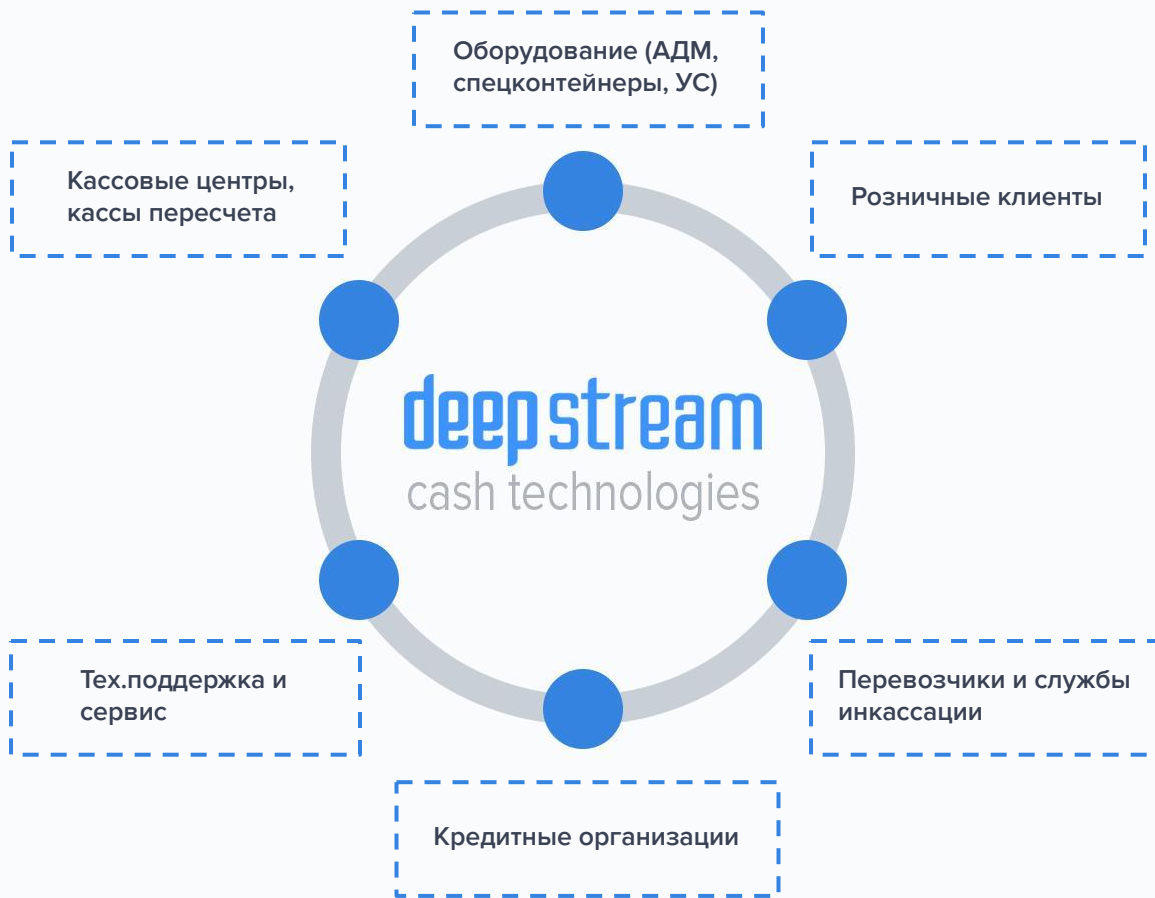 Оборудование (АДМ,
спецконтейнеры, УС)
Кассовые центры,
кассы пересчета
Розничные клиенты
deep stream
cash technologies
Тех.поддержка и
сервис
Перевозчики и службы
инкассации
Кредитные организации